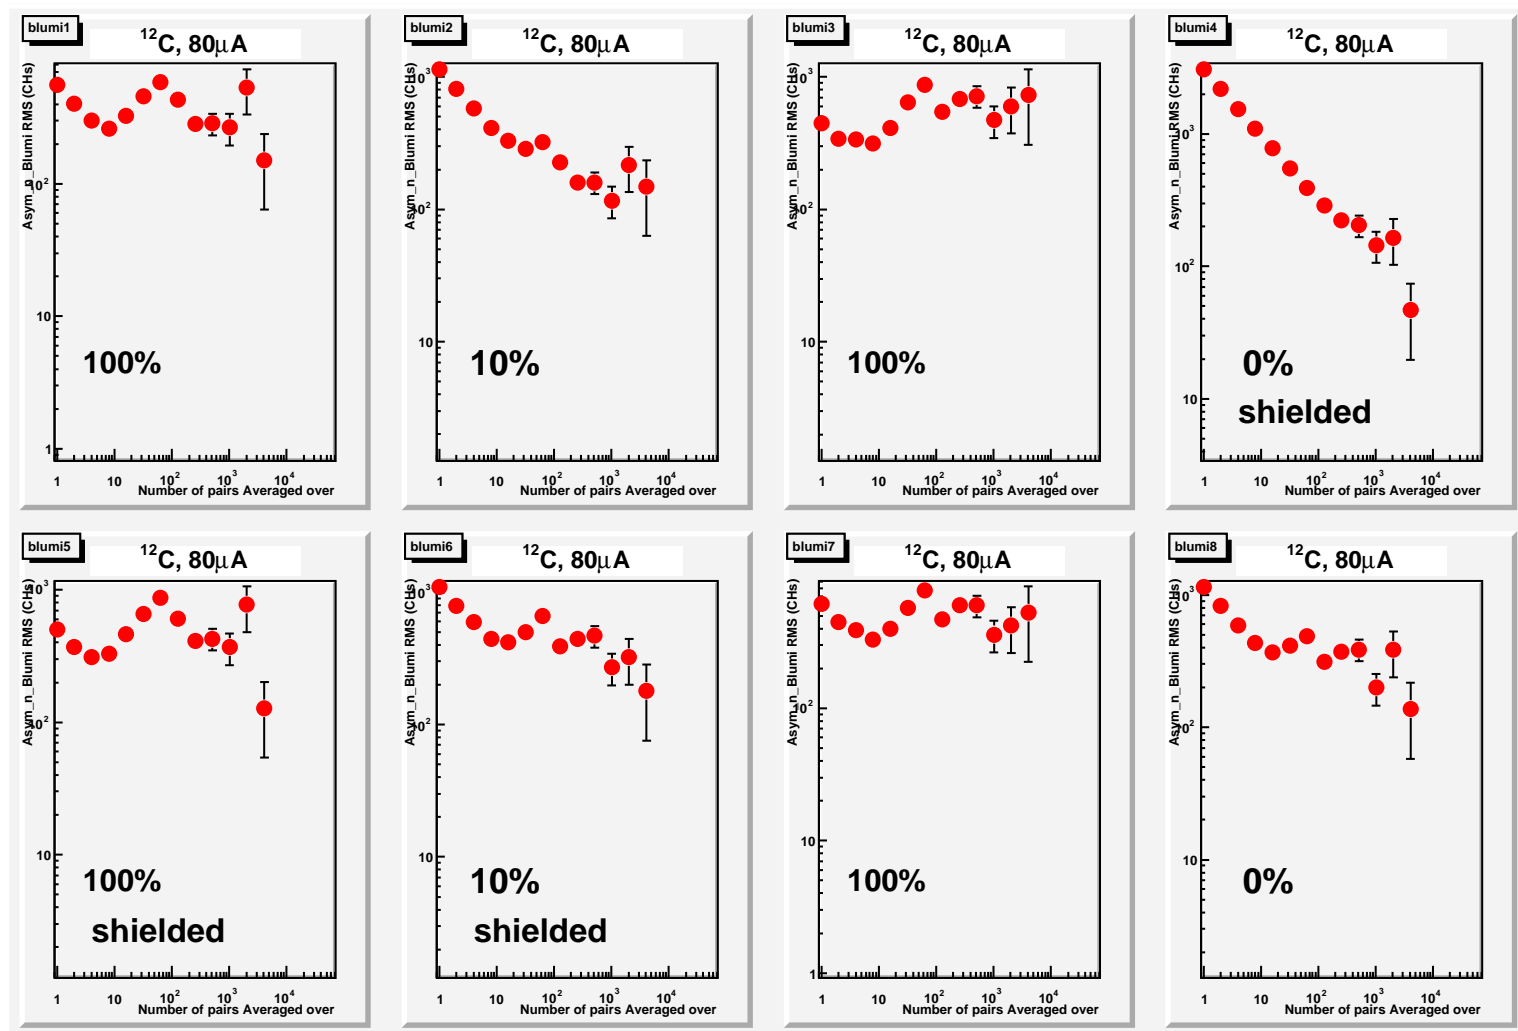 blumi1
¹²C, 80μA
Asym_n_Blumi RMS (CHs)
10²
10
1
100%
1 10 10² 10³ 10⁴
Number of pairs Averaged over
blumi2
¹²C, 80μA
Asym_n_Blumi RMS (CHs)
10³
10²
10
10%
1 10 10² 10³ 10⁴
Number of pairs Averaged over
blumi3
¹²C, 80μA
Asym_n_Blumi RMS (CHs)
10³
10²
10
100%
1 10 10² 10³ 10⁴
Number of pairs Averaged over
blumi4
¹²C, 80μA
Asym_n_Blumi RMS (CHs)
10³
10²
10
0%
shielded
1 10 10² 10³ 10⁴
Number of pairs Averaged over
blumi5
¹²C, 80μA
Asym_n_Blumi RMS (CHs)
10³
10²
10
100%
shielded
1 10 10² 10³ 10⁴
Number of pairs Averaged over
blumi6
¹²C, 80μA
Asym_n_Blumi RMS (CHs)
10³
10²
10
10%
shielded
1 10 10² 10³ 10⁴
Number of pairs Averaged over
blumi7
¹²C, 80μA
Asym_n_Blumi RMS (CHs)
10²
10
1
100%
1 10 10² 10³ 10⁴
Number of pairs Averaged over
blumi8
¹²C, 80μA
Asym_n_Blumi RMS (CHs)
10³
10²
10
0%
1 10 10² 10³ 10⁴
Number of pairs Averaged over